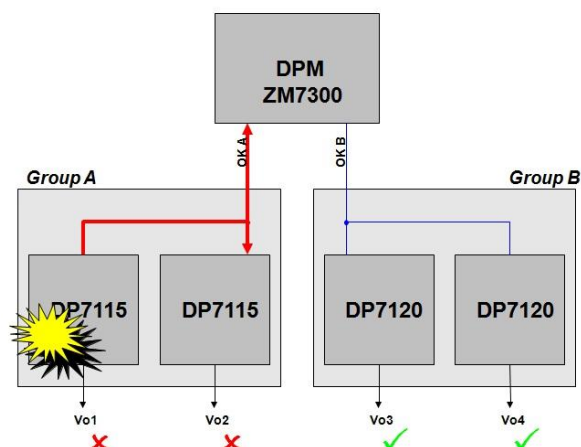 DPM
ZM7300
OK A
OK B
Group A
Group B
DP7115
DP7115
DP7120
DP7120
Vo1
Vo2
Vo3
Vo4